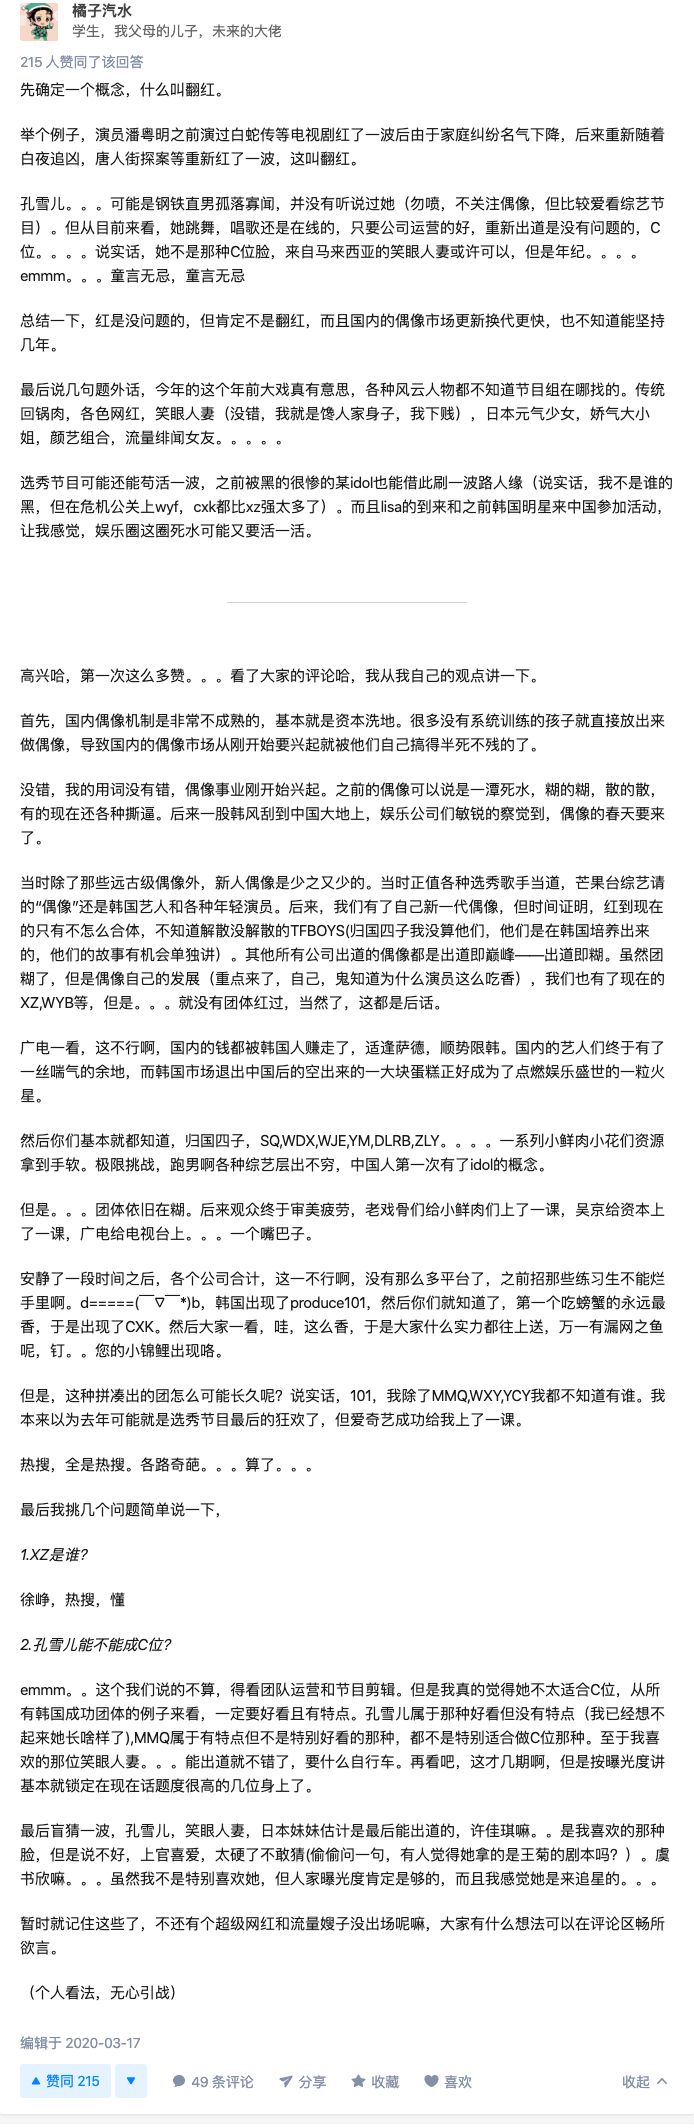 橘子汽水
学生，我父母的儿子，未来的大佬
215 人赞同了该回答
先确定一个概念，什么叫翻红。
举个例子，演员潘粤明之前演过白蛇传等电视剧红了一波后由于家庭纠纷名气下降，后来重新随着
白夜追凶，唐人街探案等重新红了一波，这叫翻红。
孔雪儿。。。可能是钢铁直男孤落寡闻，并没有听说过她（勿喷，不关注偶像，但比较爱看综艺节
目）。但从目前来看，她跳舞，唱歌还是在线的，只要公司运营的好，重新出道是没有问题的，C
位。。。。说实话，她不是那种C位脸，来自马来西亚的笑眼人妻或许可以，但是年纪。。。。
emmm。。。童言无忌，童言无忌
总结一下，红是没问题的，但肯定不是翻红，而且国内的偶像市场更新换代更快，也不知道能坚持
几年。
最后说几句题外话，今年的这个年前大戏真有意思，各种风云人物都不知道节目组在哪找的。传统
回锅肉，各色网红，笑眼人妻（没错，我就是馋人家身子，我下贱），日本元气少女，娇气大小
姐，颜艺组合，流量绯闻女友。。。。。
选秀节目可能还能苟活一波，之前被黑的很惨的某idol也能借此刷一波路人缘（说实话，我不是谁的
黑，但在危机公关上wyf，cxk都比xz强太多了）。而且lisa的到来和之前韩国明星来中国参加活动，
让我感觉，娱乐圈这圈死水可能又要活一活。
高兴哈，第一次这么多赞。。。看了大家的评论哈，我从我自己的观点讲一下。
首先，国内偶像机制是非常不成熟的，基本就是资本洗地。很多没有系统训练的孩子就直接放出来
做偶像，导致国内的偶像市场从刚开始要兴起就被他们自己搞得半死不残的了。
没错，我的用词没有错，偶像事业刚开始兴起。之前的偶像可以说是一潭死水，糊的糊，散的散，
有的现在还各种撕逼。后来一股韩风刮到中国大地上，娱乐公司们敏锐的察觉到，偶像的春天要来
了。
当时除了那些远古级偶像外，新人偶像是少之又少的。当时正值各种选秀歌手当道，芒果台综艺请
的“偶像”还是韩国艺人和各种年轻演员。后来，我们有了自己新一代偶像，但时间证明，红到现在
的只有不怎么合体，不知道解散没解散的TFBOYS(归国四子我没算他们，他们是在韩国培养出来
的，他们的故事有机会单独讲）。其他所有公司出道的偶像都是出道即巅峰——出道即糊。虽然团
糊了，但是偶像自己的发展（重点来了，自己，鬼知道为什么演员这么吃香），我们也有了现在的
XZ,WYB等，但是。。。就没有团体红过，当然了，这都是后话。
广电一看，这不行啊，国内的钱都被韩国人赚走了，适逢萨德，顺势限韩。国内的艺人们终于有了
一丝喘气的余地，而韩国市场退出中国后的空出来的一大块蛋糕正好成为了点燃娱乐盛世的一粒火
星。
然后你们基本就都知道，归国四子，SQ,WDX,WJE,YM,DLRB,ZLY。。。。一系列小鲜肉小花们资源
拿到手软。极限挑战，跑男啊各种综艺层出不穷，中国人第一次有了idol的概念。
但是。。。团体依旧在糊。后来观众终于审美疲劳，老戏骨们给小鲜肉们上了一课，吴京给资本上
了一课，广电给电视台上。。。一个嘴巴子。
安静了一段时间之后，各个公司合计，这一不行啊，没有那么多平台了，之前招那些练习生不能烂
手里啊。d=====(￣▽￣*)b，韩国出现了produce101，然后你们就知道了，第一个吃螃蟹的永远最
香，于是出现了CXK。然后大家一看，哇，这么香，于是大家什么实力都往上送，万一有漏网之鱼
呢，钉。。您的小锦鲤出现咯。
但是，这种拼凑出的团怎么可能长久呢？说实话，101，我除了MMQ,WXY,YCY我都不知道有谁。我
本来以为去年可能就是选秀节目最后的狂欢了，但爱奇艺成功给我上了一课。
热搜，全是热搜。各路奇葩。。。算了。。。
最后我挑几个问题简单说一下，
1.XZ是谁？
徐峥，热搜，懂
2.孔雪儿能不能成C位？
emmm。。这个我们说的不算，得看团队运营和节目剪辑。但是我真的觉得她不太适合C位，从所
有韩国成功团体的例子来看，一定要好看且有特点。孔雪儿属于那种好看但没有特点（我已经想不
起来她长啥样了),MMQ属于有特点但不是特别好看的那种，都不是特别适合做C位那种。至于我喜
欢的那位笑眼人妻。。。能出道就不错了，要什么自行车。再看吧，这才几期啊，但是按曝光度讲
基本就锁定在现在话题度很高的几位身上了。
最后盲猜一波，孔雪儿，笑眼人妻，日本妹妹估计是最后能出道的，许佳琪嘛。。是我喜欢的那种
脸，但是说不好，上官喜爱，太硬了不敢猜(偷偷问一句，有人觉得她拿的是王菊的剧本吗？）。虞
书欣嘛。。。虽然我不是特别喜欢她，但人家曝光度肯定是够的，而且我感觉她是来追星的。。。
暂时就记住这些了，不还有个超级网红和流量嫂子没出场呢嘛，大家有什么想法可以在评论区畅所
欲言。
（个人看法，无心引战）
编辑于 2020-03-17
赞同 215 49 条评论 分享 收藏 喜欢 收起